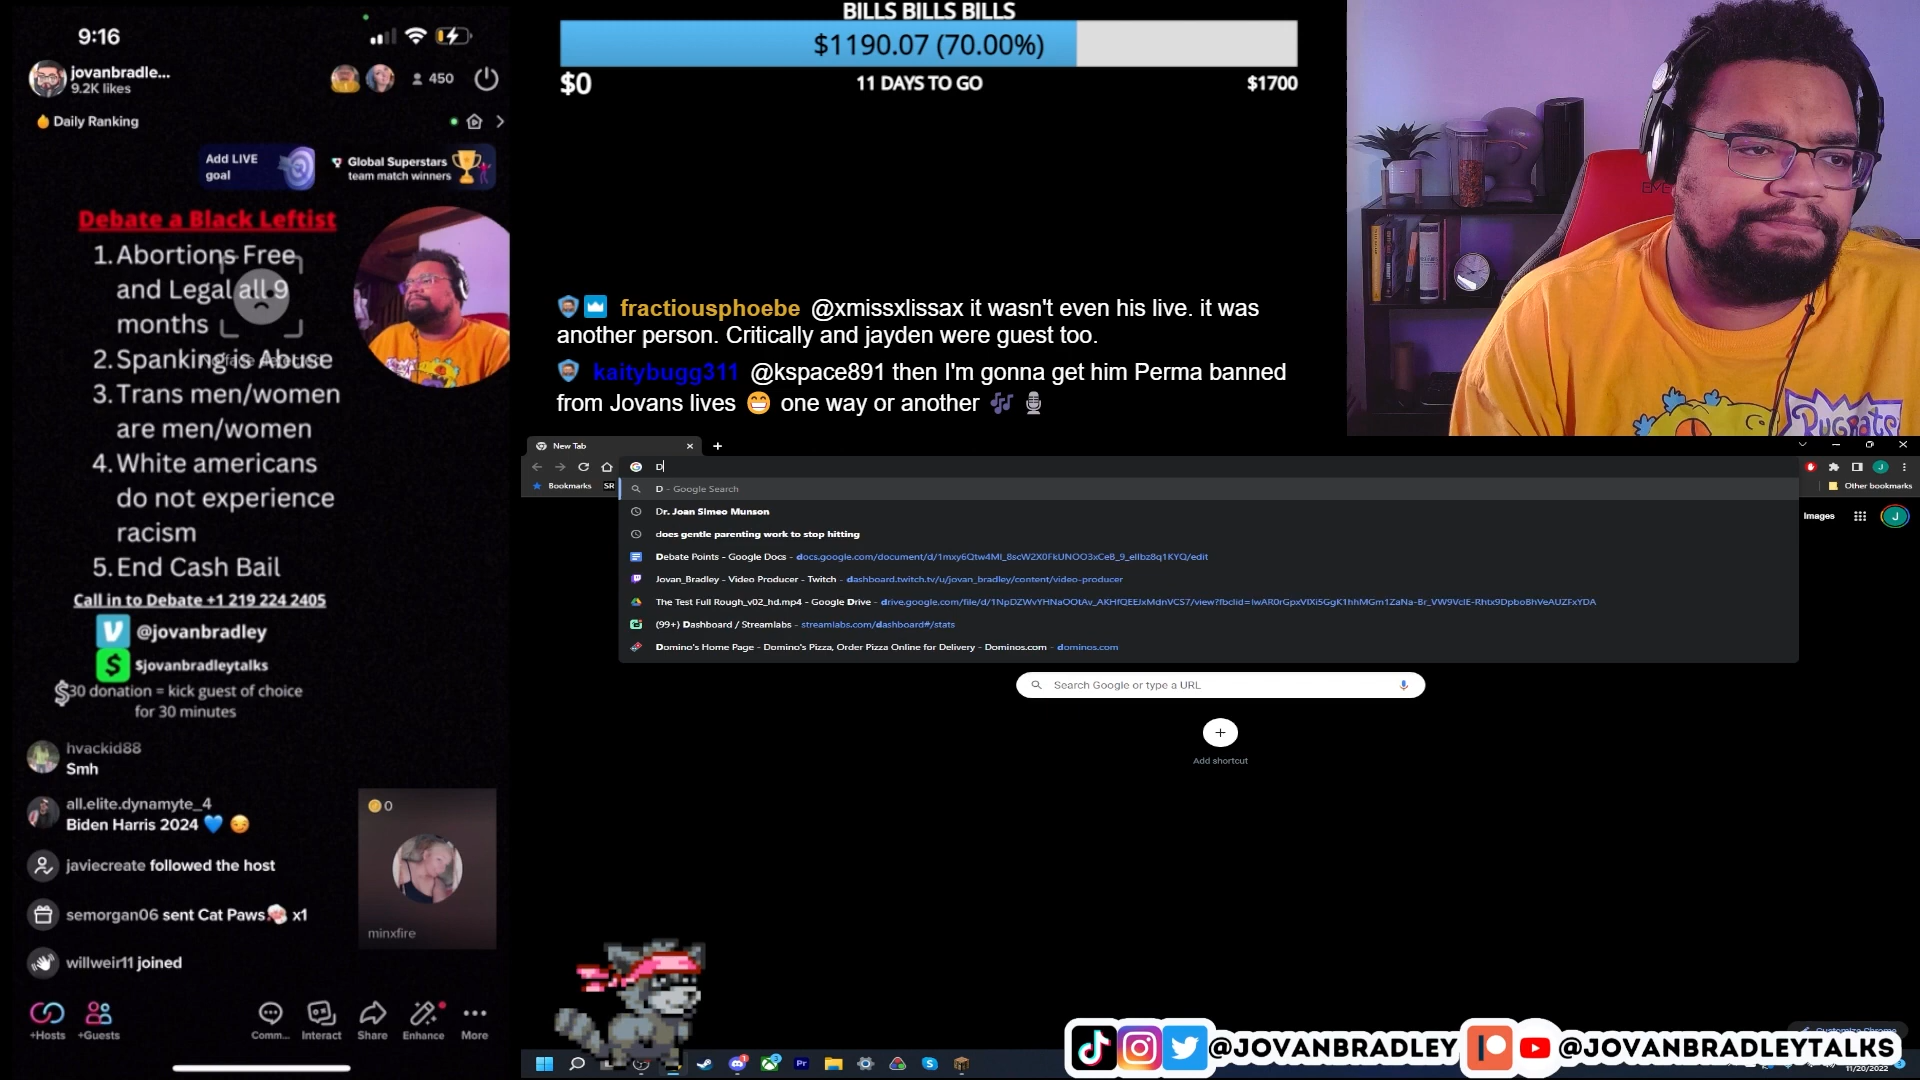 9:16
jovanbradle...
9.2K likes
450
Daily Ranking
Add LIVE
goal
Global Superstars
team match winners
Debate a Black Leftist
1. Abortions Free
and Legal all 9
months
2. Spanking is Abuse
3. Trans men/women
are men/women
4. White americans
do not experience
racism
5. End Cash Bail
Call in to Debate +1 219 224 2405
@jovanbradley
$jovanbradleytalks
$30 donation = kick guest of choice
for 30 minutes
hvackid88
Smh
all.elite.dynamyte_4
Biden Harris 2024 💙 😏
javiecreate followed the host
semorgan06 sent Cat Paws x1
willweir11 joined
0
minxfire
+Hosts
+Guests
Comm...
Interact
Share
Enhance
More
BILLS BILLS BILLS
$1190.07 (70.00%)
$0
11 DAYS TO GO
$1700
fractiousphoebe @xmissxlissax it wasn't even his live. it was
another person. Critically and jayden were guest too.
kaitybugg311 @kspace891 then I'm gonna get him Perma banned
from Jovans lives 😁 one way or another 🎶 🎙
New Tab
D
Bookmarks
SR
Other bookmarks
D - Google Search
Dr. Joan Simeo Munson
does gentle parenting work to stop hitting
Debate Points - Google Docs -
Jovan_Bradley - Video Producer - Twitch - dashboard.twitch.tv/u/jovan_bradley/content/video-producer
The Test Full Rough_v02_hd.mp4 - Google Drive -
(99+) Dashboard / Streamlabs - streamlabs.com/dashboard#/stats
Domino's Home Page - Domino's Pizza, Order Pizza Online for Delivery - Dominos.com - dominos.com
Images
J
Search Google or type a URL
Add shortcut
Rugrats
Customize Chrome
@JOVANBRADLEY
@JOVANBRADLEYTALKS
11/20/2022